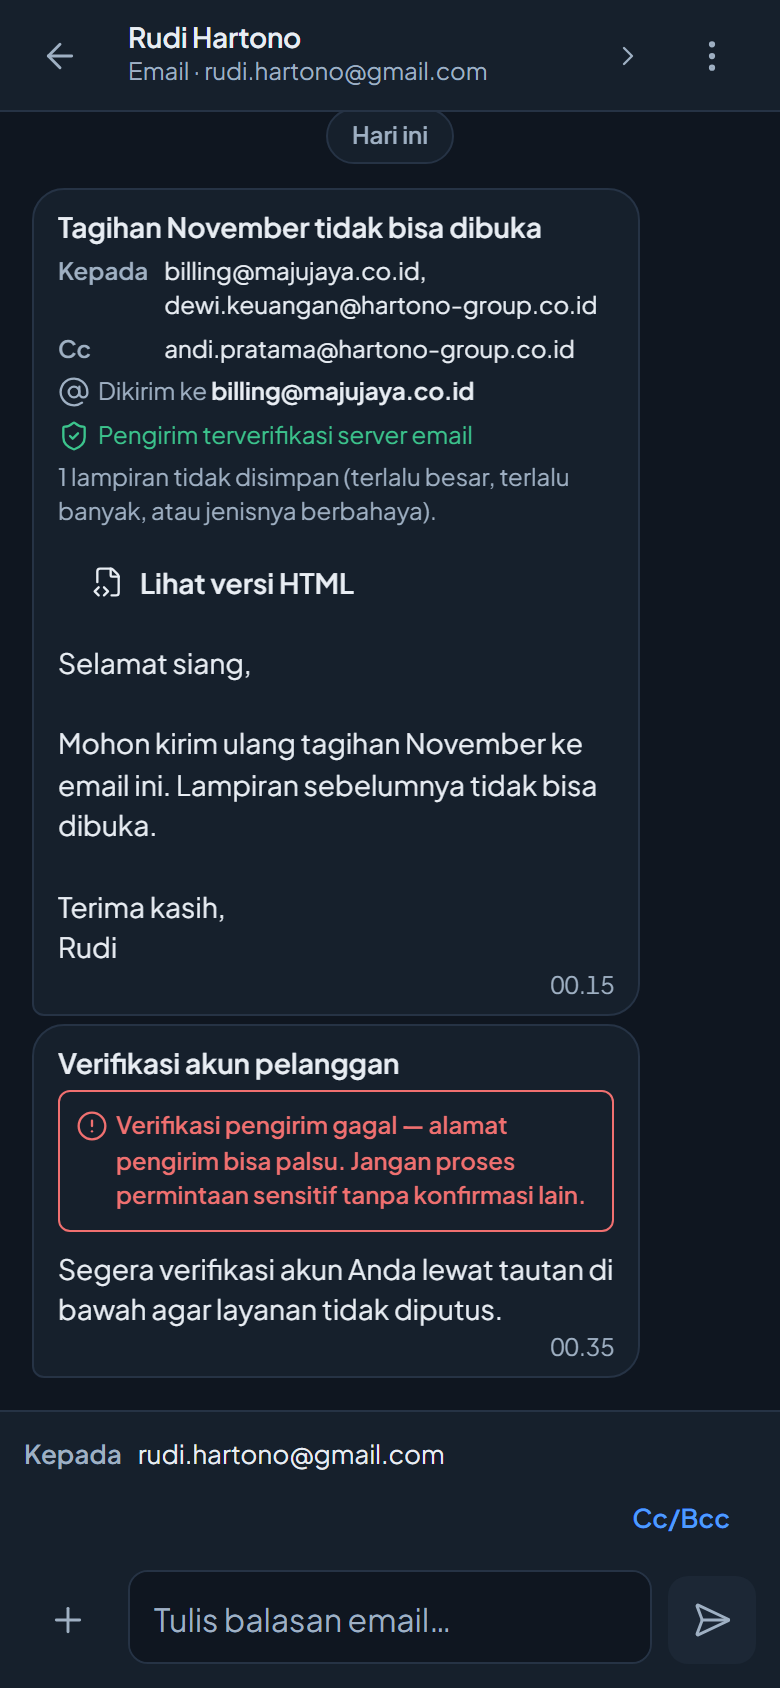 Rudi Hartono
Email · rudi.hartono@gmail.com
Hari ini
Tagihan November tidak bisa dibuka
Kepada billing@majujaya.co.id,
dewi.keuangan@hartono-group.co.id
Cc andi.pratama@hartono-group.co.id
Dikirim ke billing@majujaya.co.id
Pengirim terverifikasi server email
1 lampiran tidak disimpan (terlalu besar, terlalu
banyak, atau jenisnya berbahaya).
Lihat versi HTML
Selamat siang,
Mohon kirim ulang tagihan November ke
email ini. Lampiran sebelumnya tidak bisa
dibuka.
Terima kasih,
Rudi
00.15
Verifikasi akun pelanggan
Verifikasi pengirim gagal — alamat
pengirim bisa palsu. Jangan proses
permintaan sensitif tanpa konfirmasi lain.
Segera verifikasi akun Anda lewat tautan di
bawah agar layanan tidak diputus.
00.35
Kepada rudi.hartono@gmail.com
Cc/Bcc
Tulis balasan email…